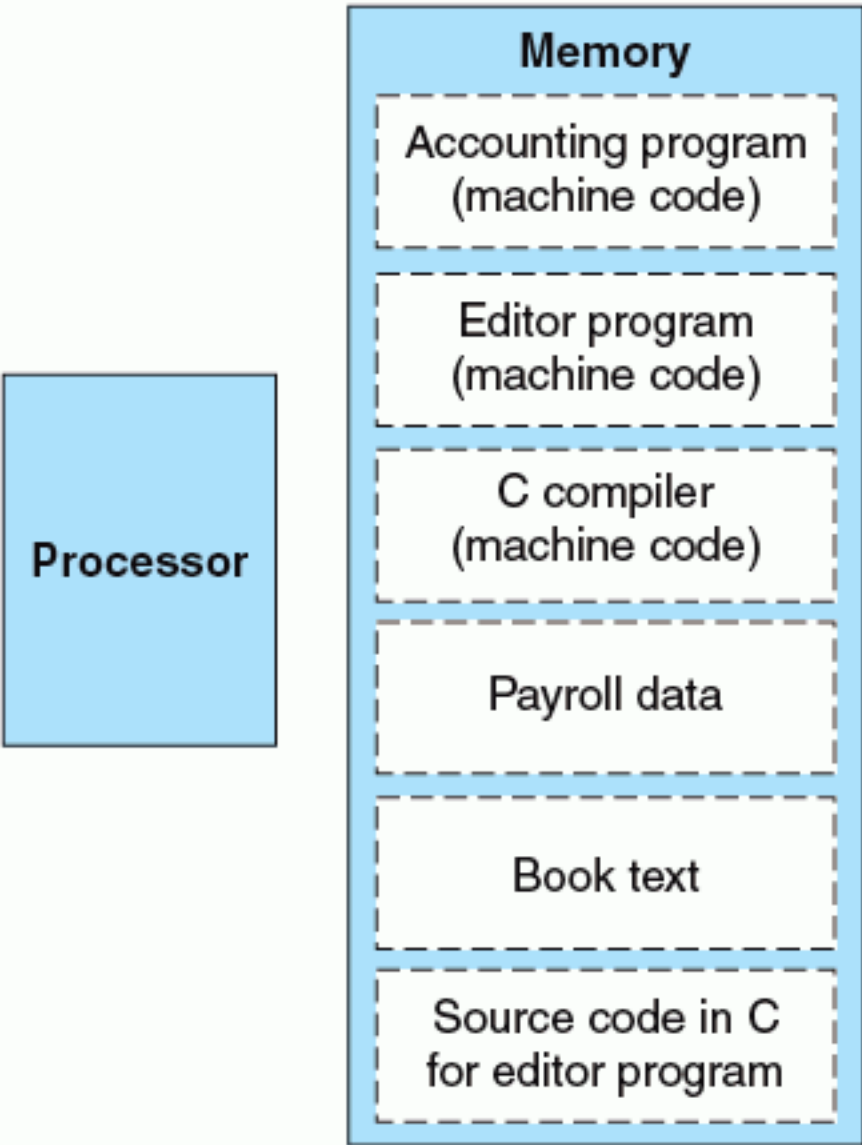 Memory
Accounting program
(machine code)
Editor program
(machine code)
C compiler
(machine code)
Processor
Payroll data
Book text
Source code in C
for editor program